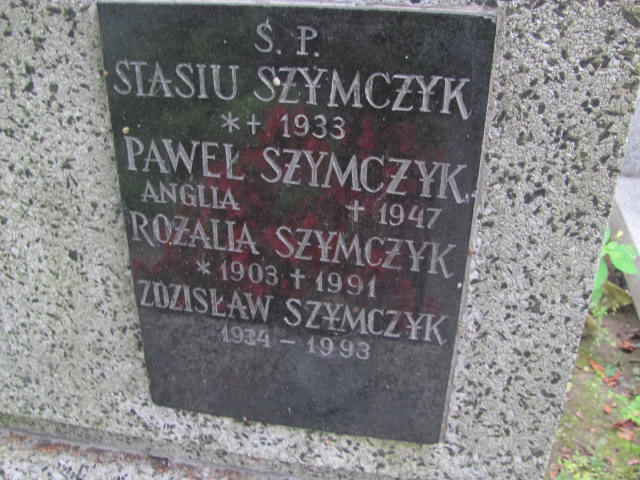 Ś. P.
STASIU SZYMCZYK
*+ 1933
PAWEŁ SZYMCZYK
ANGLIA + 1947
ROZALIA SZYMCZYK
* 1903 + 1991
ZDZISŁAW SZYMCZYK
1934 - 1993